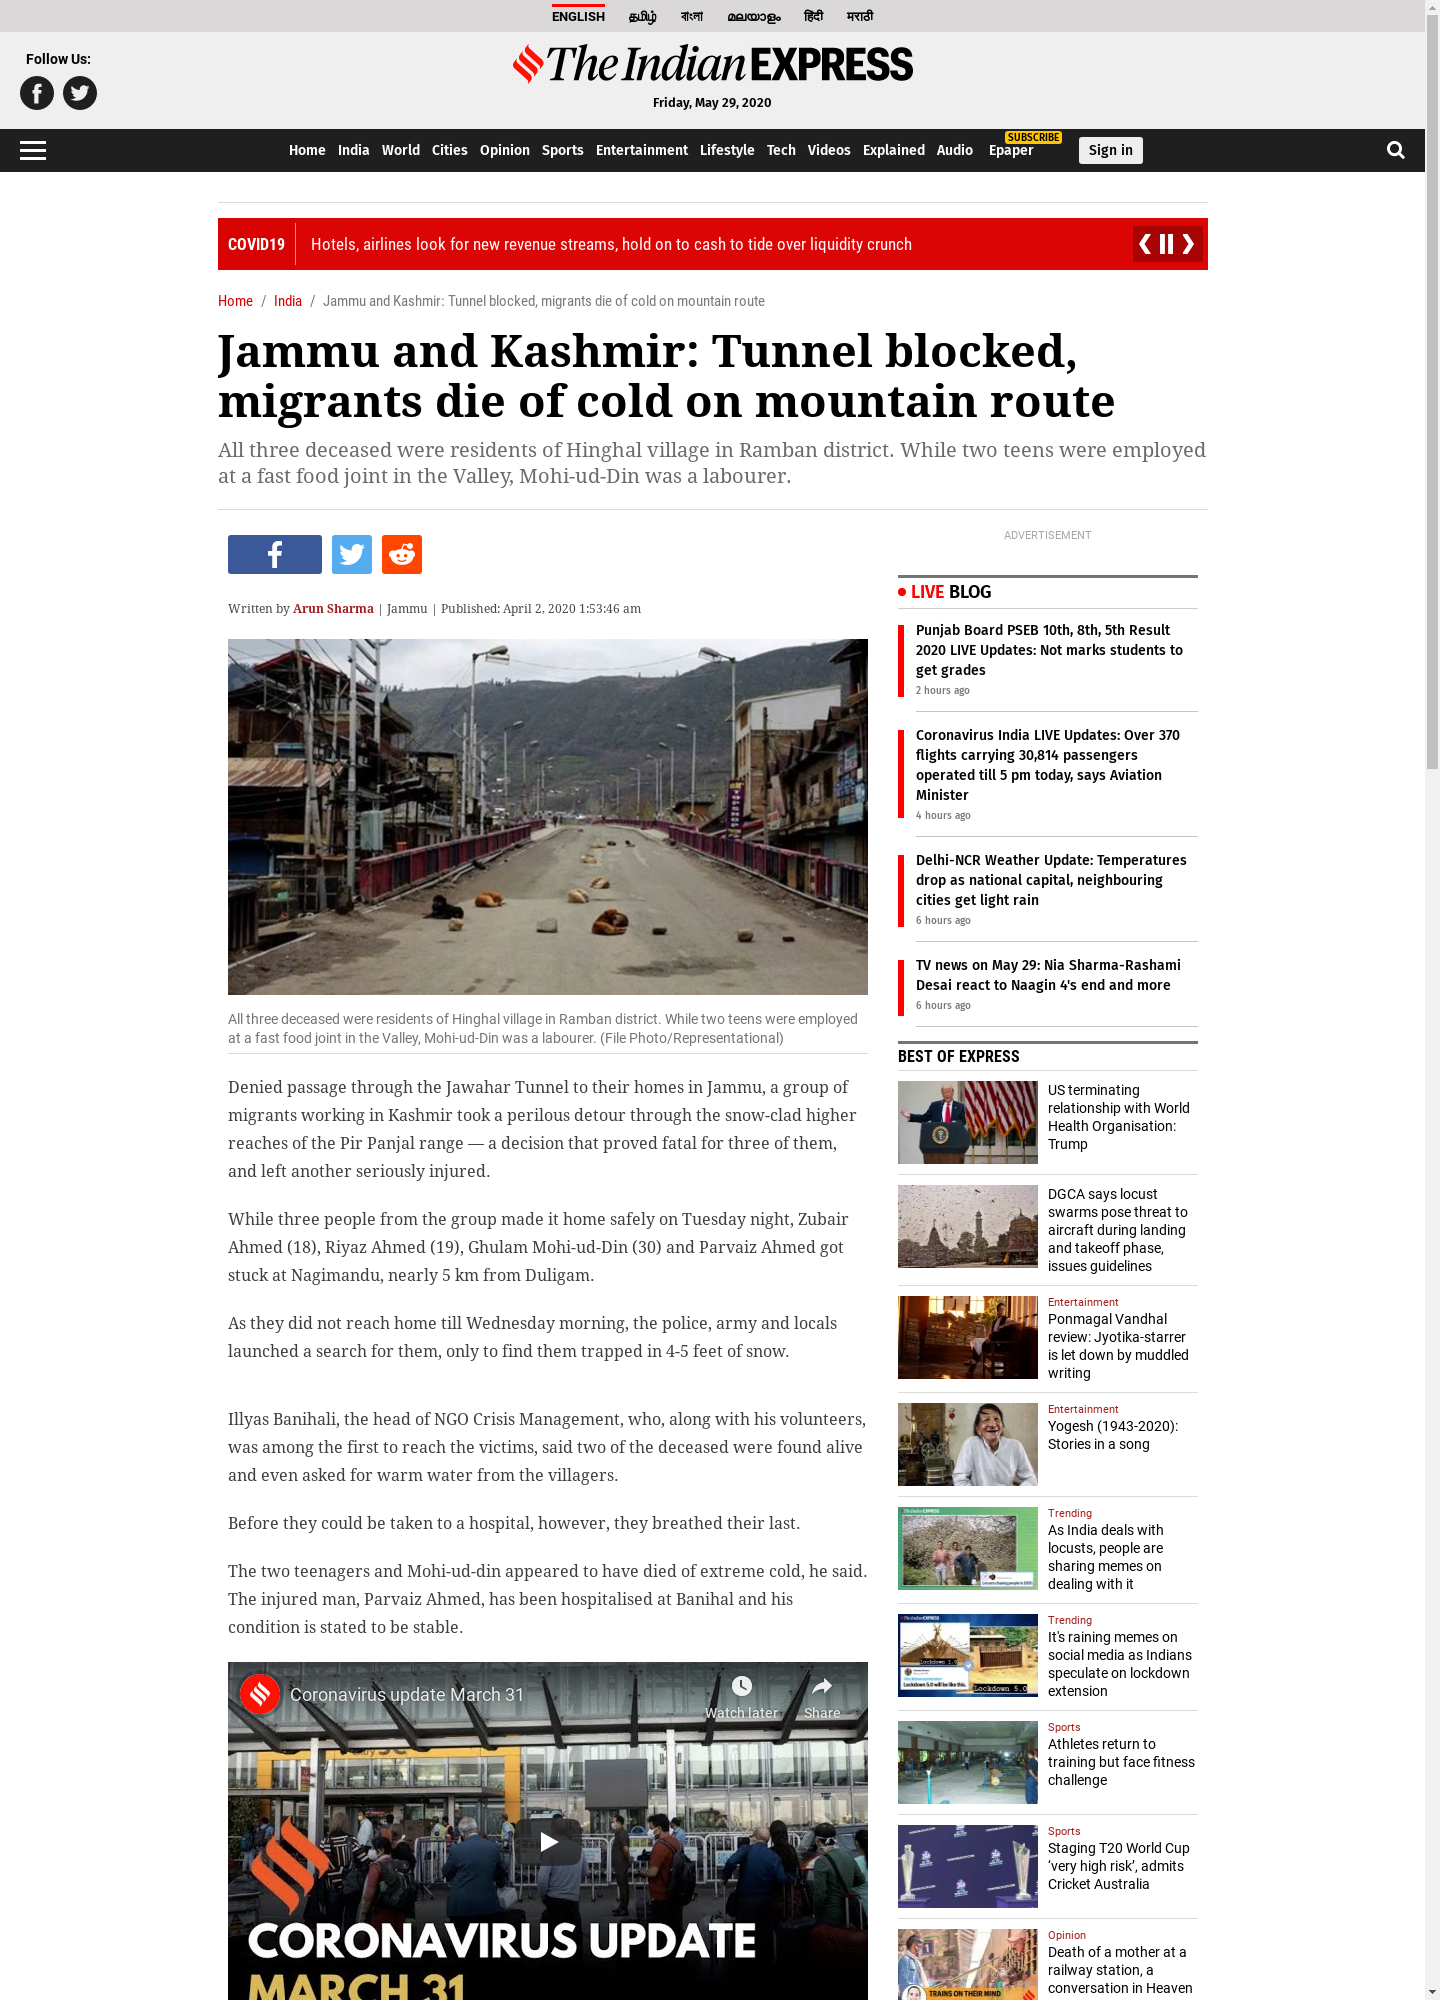 ENGLISH தமிழ் বাংলা മലയാളം हिंदी मराठी
Follow Us:
The Indian EXPRESS
Friday, May 29, 2020
Home India World Cities Opinion Sports Entertainment Lifestyle Tech Videos Explained Audio Epaper SUBSCRIBE Sign in
COVID19 Hotels, airlines look for new revenue streams, hold on to cash to tide over liquidity crunch
Home / India / Jammu and Kashmir: Tunnel blocked, migrants die of cold on mountain route
Jammu and Kashmir: Tunnel blocked,
migrants die of cold on mountain route
All three deceased were residents of Hinghal village in Ramban district. While two teens were employed
at a fast food joint in the Valley, Mohi-ud-Din was a labourer.
Written by Arun Sharma | Jammu | Published: April 2, 2020 1:53:46 am
TOPSHOP
All three deceased were residents of Hinghal village in Ramban district. While two teens were employed
at a fast food joint in the Valley, Mohi-ud-Din was a labourer. (File Photo/Representational)
Denied passage through the Jawahar Tunnel to their homes in Jammu, a group of
migrants working in Kashmir took a perilous detour through the snow-clad higher
reaches of the Pir Panjal range — a decision that proved fatal for three of them,
and left another seriously injured.
While three people from the group made it home safely on Tuesday night, Zubair
Ahmed (18), Riyaz Ahmed (19), Ghulam Mohi-ud-Din (30) and Parvaiz Ahmed got
stuck at Nagimandu, nearly 5 km from Duligam.
As they did not reach home till Wednesday morning, the police, army and locals
launched a search for them, only to find them trapped in 4-5 feet of snow.
Illyas Banihali, the head of NGO Crisis Management, who, along with his volunteers,
was among the first to reach the victims, said two of the deceased were found alive
and even asked for warm water from the villagers.
Before they could be taken to a hospital, however, they breathed their last.
The two teenagers and Mohi-ud-din appeared to have died of extreme cold, he said.
The injured man, Parvaiz Ahmed, has been hospitalised at Banihal and his
condition is stated to be stable.
Coronavirus update March 31
Watch later Share
CORONAVIRUS UPDATE
MARCH 31
ADVERTISEMENT
LIVE BLOG
Punjab Board PSEB 10th, 8th, 5th Result
2020 LIVE Updates: Not marks students to
get grades
2 hours ago
Coronavirus India LIVE Updates: Over 370
flights carrying 30,814 passengers
operated till 5 pm today, says Aviation
Minister
4 hours ago
Delhi-NCR Weather Update: Temperatures
drop as national capital, neighbouring
cities get light rain
6 hours ago
TV news on May 29: Nia Sharma-Rashami
Desai react to Naagin 4's end and more
6 hours ago
BEST OF EXPRESS
US terminating
relationship with World
Health Organisation:
Trump
DGCA says locust
swarms pose threat to
aircraft during landing
and takeoff phase,
issues guidelines
Entertainment
Ponmagal Vandhal
review: Jyotika-starrer
is let down by muddled
writing
Entertainment
Yogesh (1943-2020):
Stories in a song
Trending
As India deals with
locusts, people are
sharing memes on
dealing with it
Trending
It's raining memes on
social media as Indians
speculate on lockdown
extension
Lockdown 1.0
Lockdown 5.0 will be like this.
Lockdown 5.0
Sports
Athletes return to
training but face fitness
challenge
Sports
Staging T20 World Cup
‘very high risk’, admits
Cricket Australia
Opinion
Death of a mother at a
railway station, a
conversation in Heaven
TRAINS ON THEIR MIND